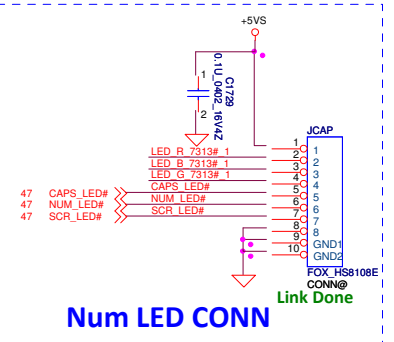 +5VS
1
2
C1729
0.1U_0402_16V4Z
JCAP
LED_R_7313#_1
LED_B_7313#_1
LED_G_7313#_1
47 CAPS_LED# CAPS_LED#
47 NUM_LED# NUM_LED#
47 SCR_LED# SCR_LED#
1 1
2 2
3 3
4 4
5 5
6 6
7 7
8 8
9 GND1
10 GND2
FOX_HS8108E
CONN@
Link Done
Num LED CONN